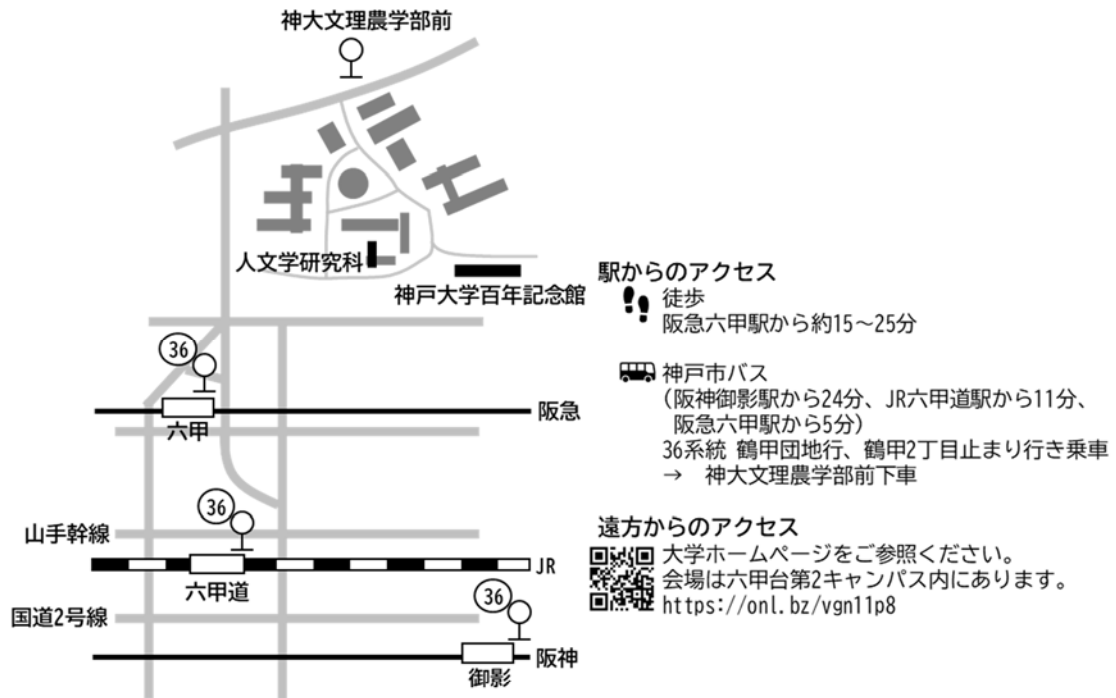 神大文理農学部前
人文学研究科
神戸大学百年記念館
36
阪急
六甲
山手幹線
36
JR
六甲道
国道2号線
36
阪神
御影
駅からのアクセス
徒歩
阪急六甲駅から約15～25分
神戸市バス
(阪神御影駅から24分、JR六甲道駅から11分、
阪急六甲駅から5分)
36系統 鶴甲団地行、鶴甲2丁目止まり行き乗車
→ 神大文理農学部前下車
遠方からのアクセス
大学ホームページをご参照ください。
会場は六甲台第2キャンパス内にあります。
https://onl.bz/vgn11p8